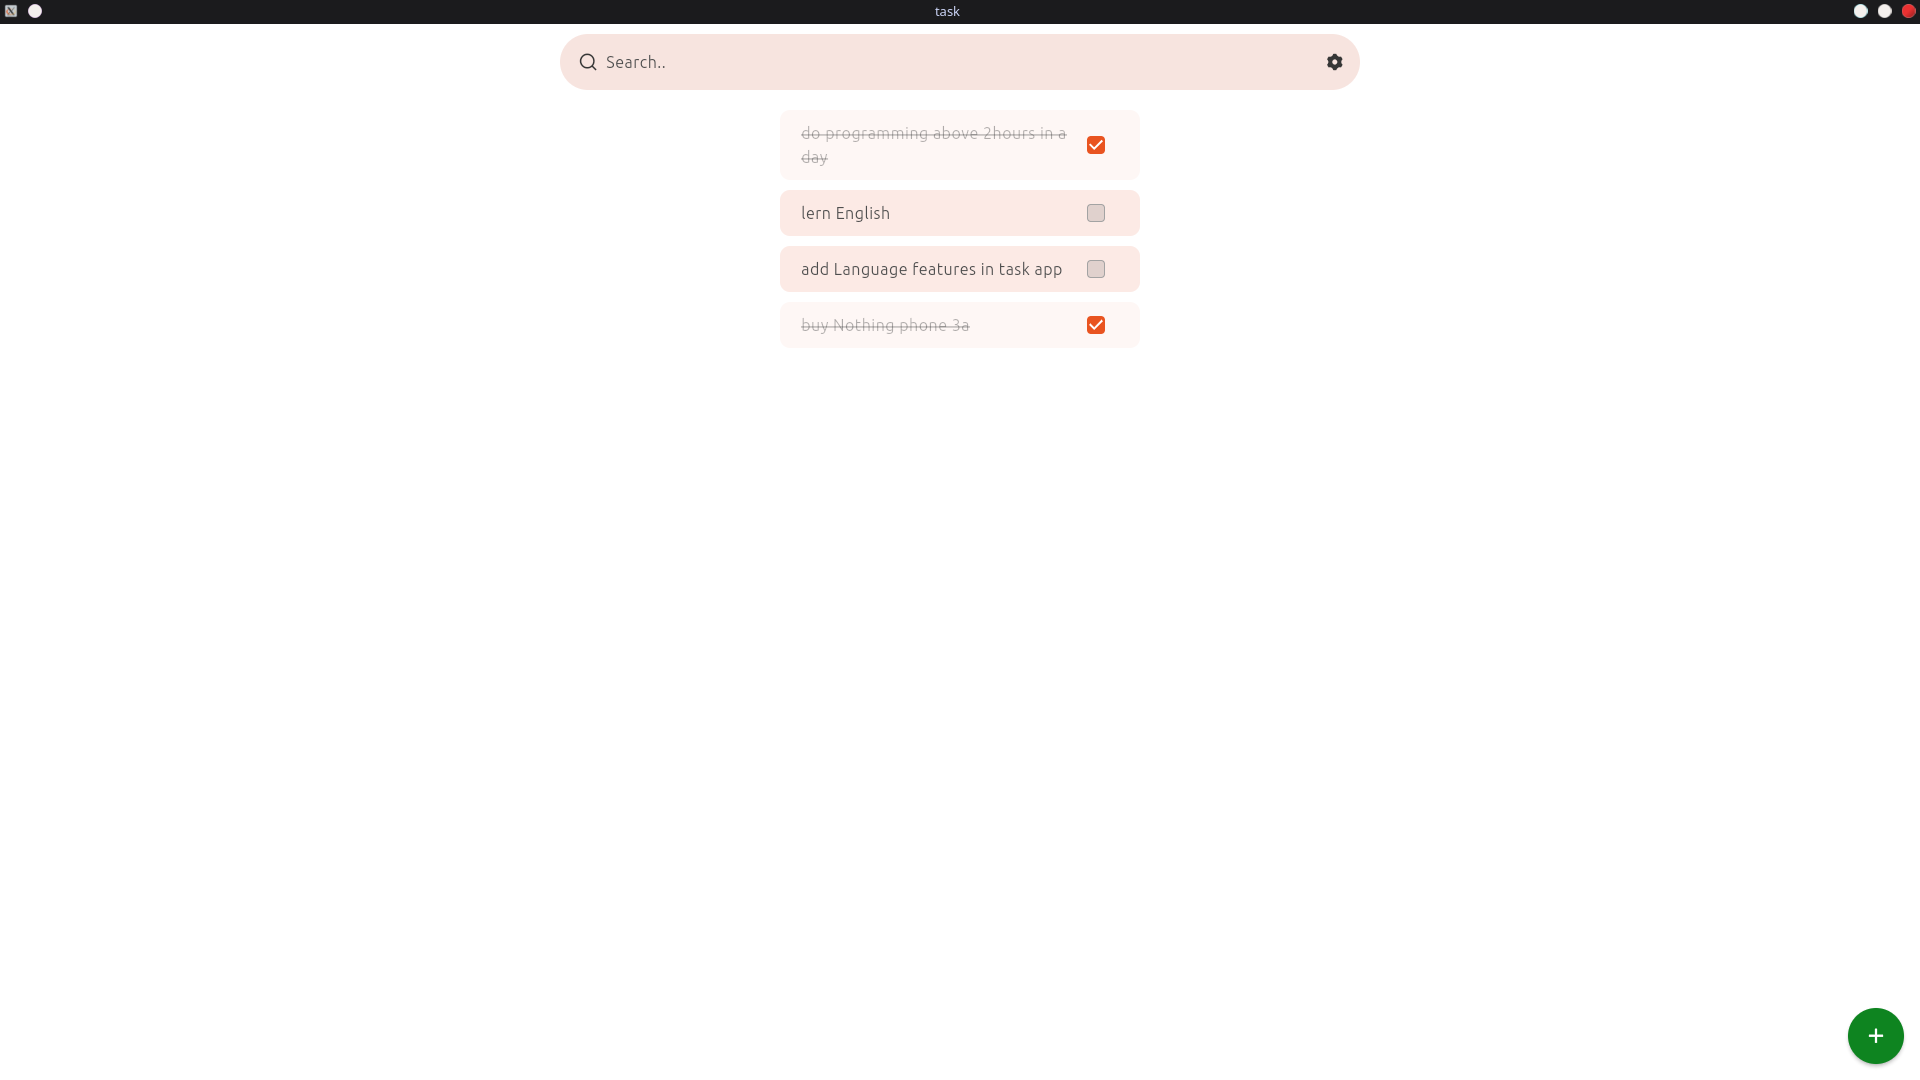 task
Search..
do programming above 2hours in a
day
lern English
add Language features in task app
buy Nothing phone 3a